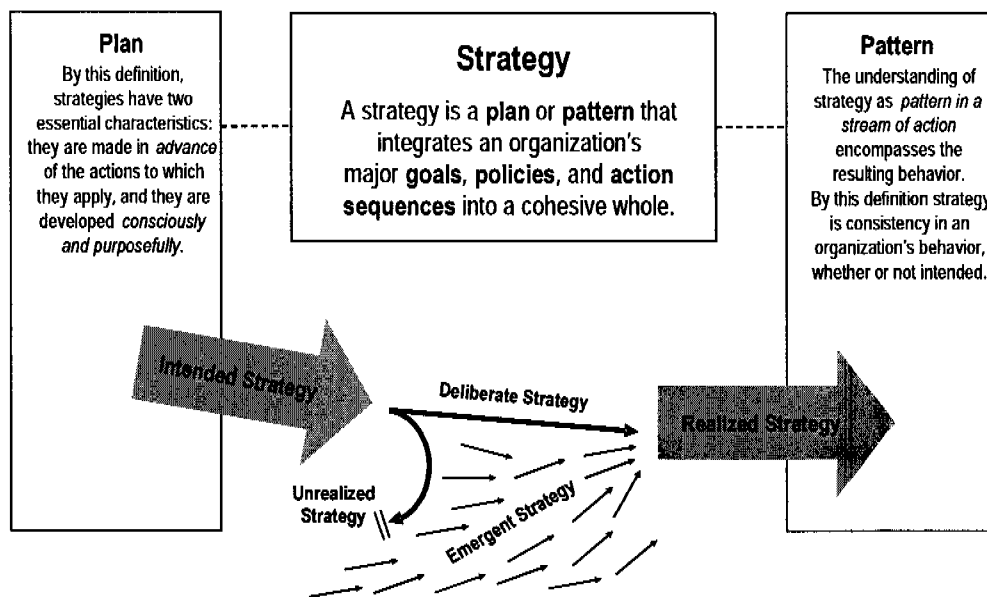 Plan
By this definition,
strategies have two
essential characteristics:
they are made in advance
of the actions to which
they apply, and they are
developed consciously
and purposefully.
Strategy
A strategy is a plan or pattern that
integrates an organization's
major goals, policies, and action
sequences into a cohesive whole.
Pattern
The understanding of
strategy as pattern in a
stream of action
encompasses the
resulting behavior.
By this definition strategy
is consistency in an
organization's behavior,
whether or not intended.
Intended Strategy
Deliberate Strategy
Realized Strategy
Unrealized
Strategy
Emergent Strategy